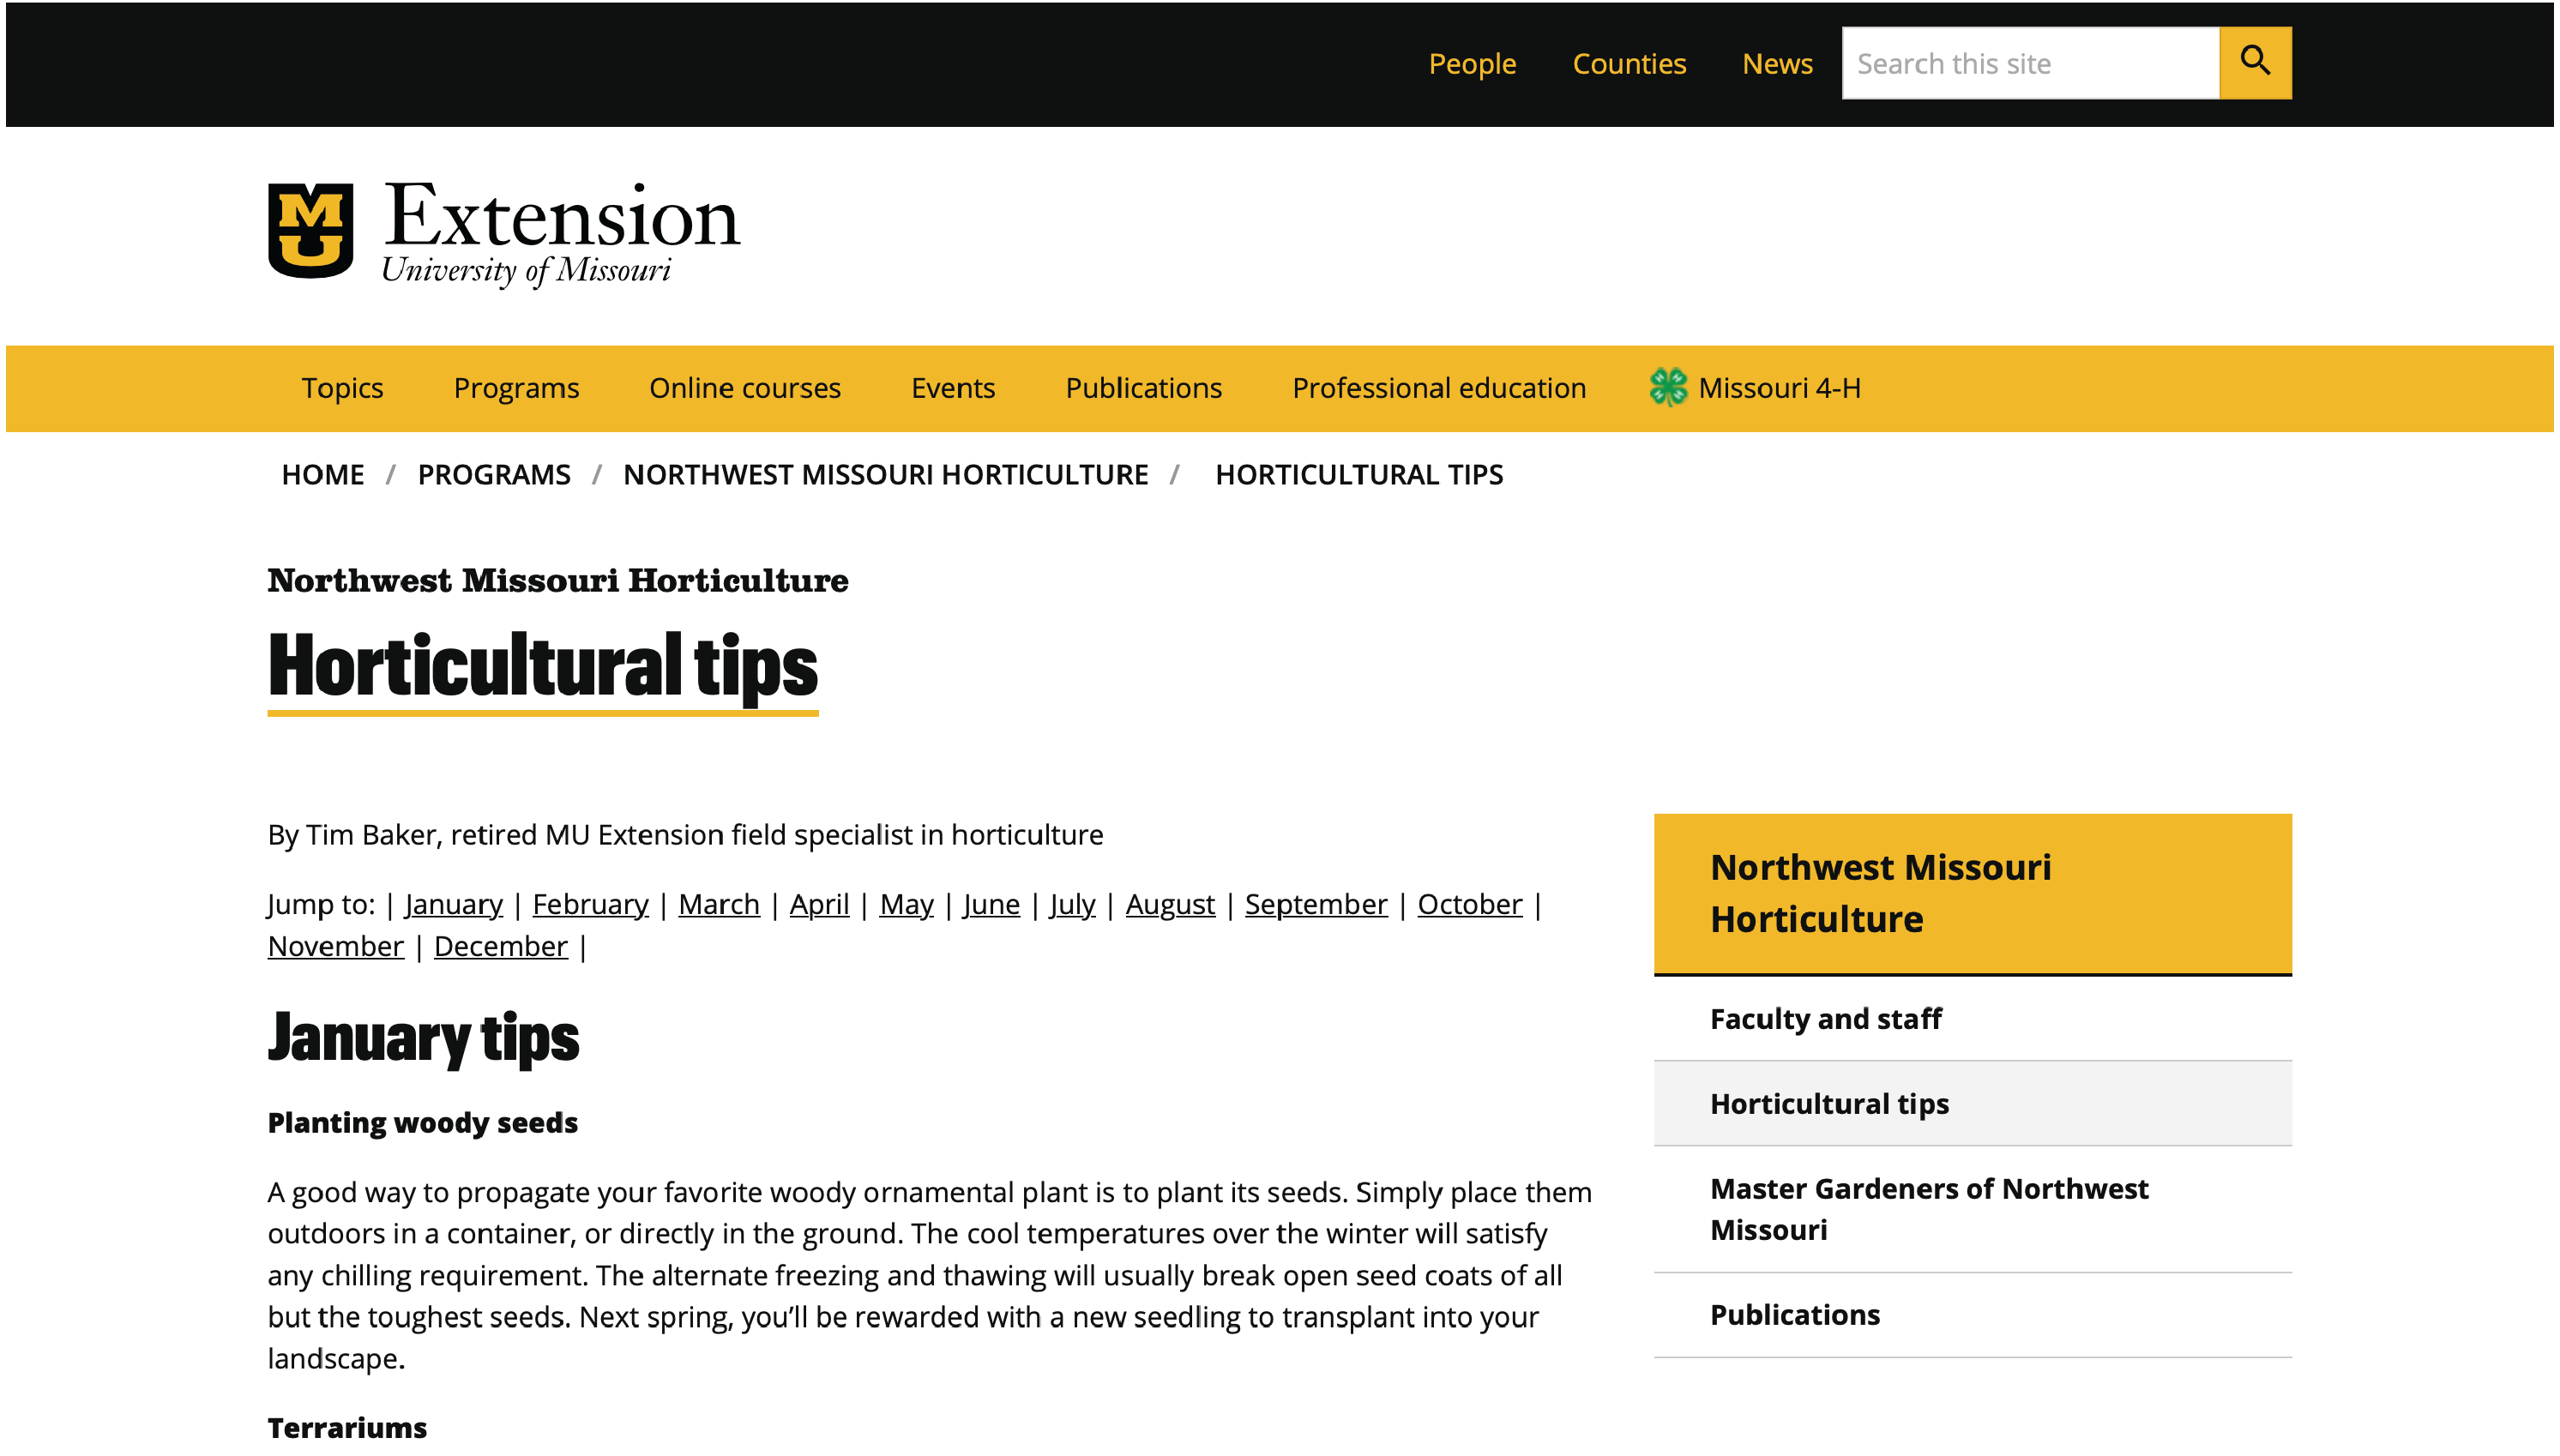 People Counties News Search this site
MU
Extension
University of Missouri
Topics Programs Online courses Events Publications Professional education Missouri 4-H
HOME / PROGRAMS / NORTHWEST MISSOURI HORTICULTURE / HORTICULTURAL TIPS
Northwest Missouri Horticulture
Horticultural tips
By Tim Baker, retired MU Extension field specialist in horticulture
Jump to: | January | February | March | April | May | June | July | August | September | October |
November | December |
January tips
Planting woody seeds
A good way to propagate your favorite woody ornamental plant is to plant its seeds. Simply place them
outdoors in a container, or directly in the ground. The cool temperatures over the winter will satisfy
any chilling requirement. The alternate freezing and thawing will usually break open seed coats of all
but the toughest seeds. Next spring, you’ll be rewarded with a new seedling to transplant into your
landscape.
Terrariums
Northwest Missouri
Horticulture
Faculty and staff
Horticultural tips
Master Gardeners of Northwest
Missouri
Publications